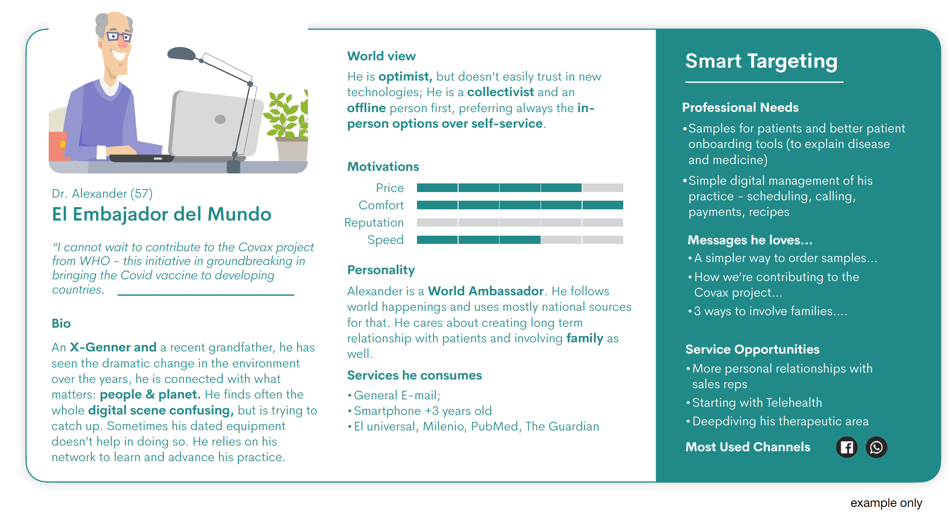 Dr. Alexander (57)
El Embajador del Mundo
“I cannot wait to contribute to the Covax project
from WHO - this initiative in groundbreaking in
bringing the Covid vaccine to developing
countries.
Bio
An X-Genner and a recent grandfather, he has
seen the dramatic change in the environment
over the years, he is connected with what
matters: people & planet. He finds often the
whole digital scene confusing, but is trying to
catch up. Sometimes his dated equipment
doesn’t help in doing so. He relies on his
network to learn and advance his practice.
World view
He is optimist, but doesn’t easily trust in new
technologies; He is a collectivist and an
offline person first, preferring always the in-
person options over self-service.
Motivations
Price
Comfort
Reputation
Speed
Personality
Alexander is a World Ambassador. He follows
world happenings and uses mostly national sources
for that. He cares about creating long term
relationship with patients and involving family as
well.
Services he consumes
•General E-mail;
•Smartphone +3 years old
•El universal, Milenio, PubMed, The Guardian
Smart Targeting
Professional Needs
•Samples for patients and better patient
onboarding tools (to explain disease
and medicine)
•Simple digital management of his
practice - scheduling, calling,
payments, recipes
Messages he loves...
•A simpler way to order samples...
•How we’re contributing to the
Covax project...
•3 ways to involve families....
Service Opportunities
•More personal relationships with
sales reps
•Starting with Telehealth
•Deepdiving his therapeutic area
Most Used Channels
example only